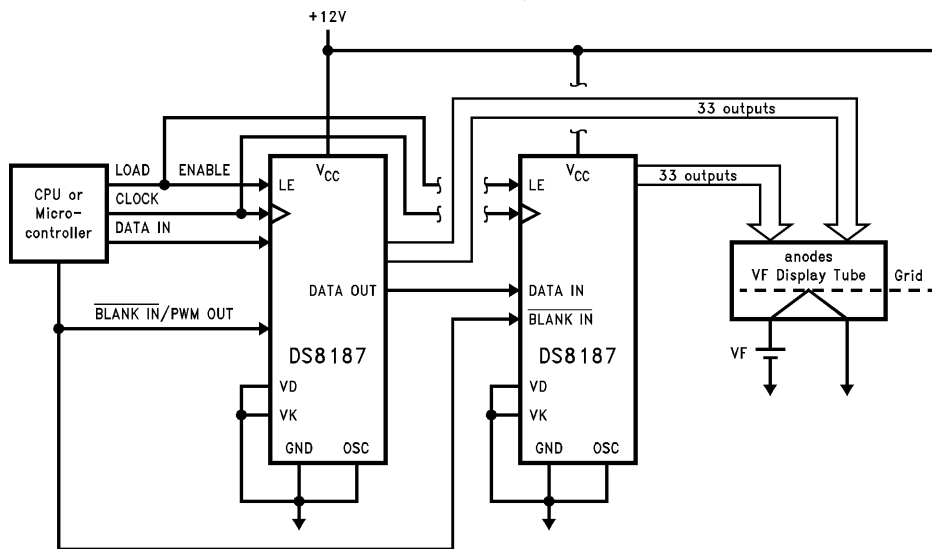 +12V
33 outputs
LOAD ENABLE
CLOCK
DATA IN
CPU or
Micro-
controller
BLANK IN/PWM OUT
VCC
LE
DATA OUT
DS8187
VD
VK
GND OSC
VCC
LE
DATA IN
BLANK IN
DS8187
VD
VK
GND OSC
33 outputs
anodes
VF Display Tube
Grid
VF